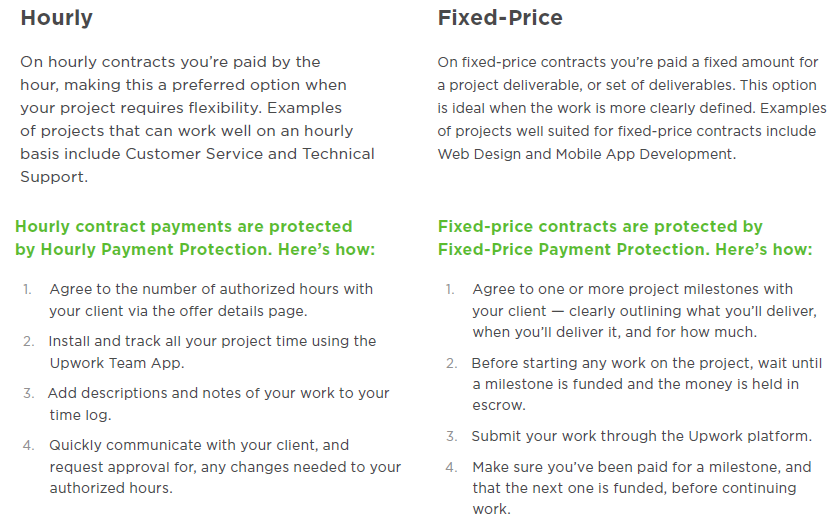 Hourly
On hourly contracts you’re paid by the
hour, making this a preferred option when
your project requires flexibility. Examples
of projects that can work well on an hourly
basis include Customer Service and Technical
Support.
Hourly contract payments are protected
by Hourly Payment Protection. Here’s how:
1. Agree to the number of authorized hours with
your client via the offer details page.
2. Install and track all your project time using the
Upwork Team App.
3. Add descriptions and notes of your work to your
time log.
4. Quickly communicate with your client, and
request approval for, any changes needed to your
authorized hours.
Fixed-Price
On fixed-price contracts you’re paid a fixed amount for
a project deliverable, or set of deliverables. This option
is ideal when the work is more clearly defined. Examples
of projects well suited for fixed-price contracts include
Web Design and Mobile App Development.
Fixed-price contracts are protected by
Fixed-Price Payment Protection. Here’s how:
1. Agree to one or more project milestones with
your client — clearly outlining what you’ll deliver,
when you’ll deliver it, and for how much.
2. Before starting any work on the project, wait until
a milestone is funded and the money is held in
escrow.
3. Submit your work through the Upwork platform.
4. Make sure you’ve been paid for a milestone, and
that the next one is funded, before continuing
work.